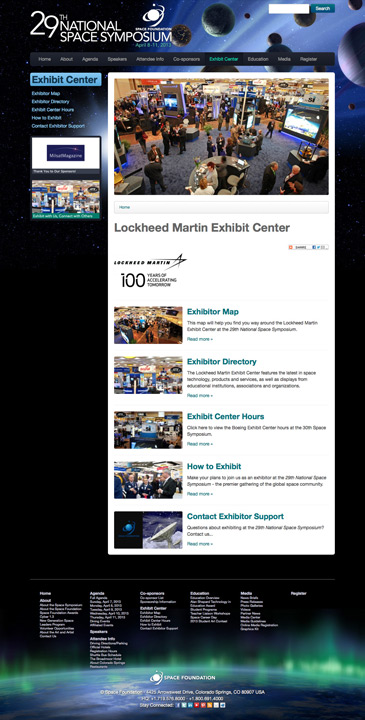 29TH NATIONAL
SPACE SYMPOSIUM
SPACE FOUNDATION
April 8-11, 2013
Search
Home About Agenda Speakers Attendee Info Co-sponsors Exhibit Center Education Media Register
Exhibit Center
Exhibitor Map
Exhibitor Directory
Exhibit Center Hours
How to Exhibit
Contact Exhibitor Support
MilsatMagazine
Thank You to Our Sponsors!
Exhibit with Us, Connect with Others
Home
Lockheed Martin Exhibit Center
SHARE
LOCKHEED MARTIN
100 YEARS OF
ACCELERATING
TOMORROW
Exhibitor Map
This map will help you find you way around the Lockheed Martin
Exhibit Center at the 29th National Space Symposium.
Read more »
Exhibitor Directory
The Lockheed Martin Exhibit Center features the latest in space
technology, products and services, as well as displays from
educational institutions, associations and organizations.
Read more »
Exhibit Center Hours
Click here to view the Boeing Exhibit Center hours at the 30th Space
Symposium.
Read more »
How to Exhibit
Make your plans to join us as an exhibitor at the 29th National Space
Symposium - the premier gathering of the global space community.
Read more »
Contact Exhibitor Support
Questions about exhibiting at the 29th National Space Symposium?
Contact us...
Read more »
Home
About
About the Space Symposium
About the Space Foundation
Space Foundation Awards
Cyber 1.3
New Generation Space
Leaders Program
Volunteer Opportunities
About the Art and Artist
Contact Us
Agenda
Full Agenda
Sunday, April 7, 2013
Monday, April 8, 2013
Tuesday, April 9, 2013
Wednesday, April 10, 2013
Thursday, April 11, 2013
Dining Events
Affiliated Events
Speakers
Attendee Info
Driving Directions/Parking
Official Hotels
Registration Hours
Shuttle Bus Schedule
The Broadmoor Hotel
About Colorado Springs
Co-sponsors
Co-sponsor List
Sponsorship Information
Exhibit Center
Exhibitor Map
Exhibitor Directory
Exhibit Center Hours
How to Exhibit
Contact Exhibitor Support
Education
Education Overview
Alan Shepard Technology in
Education Award
Student Programs
Teacher Liaison Workshops
Space Career Day
2013 Student Art Contest
Media
News Briefs
Press Releases
Photo Galleries
Videos
Partner News
Media Center
Media Guidelines
Online Media Registration
Graphics Kit
Register
SPACE FOUNDATION
© Space Foundation · 4425 Arrowswest Drive, Colorado Springs, CO 80907 USA
+1.719.576.8000 · +1.800.691.4000
Stay Connected: